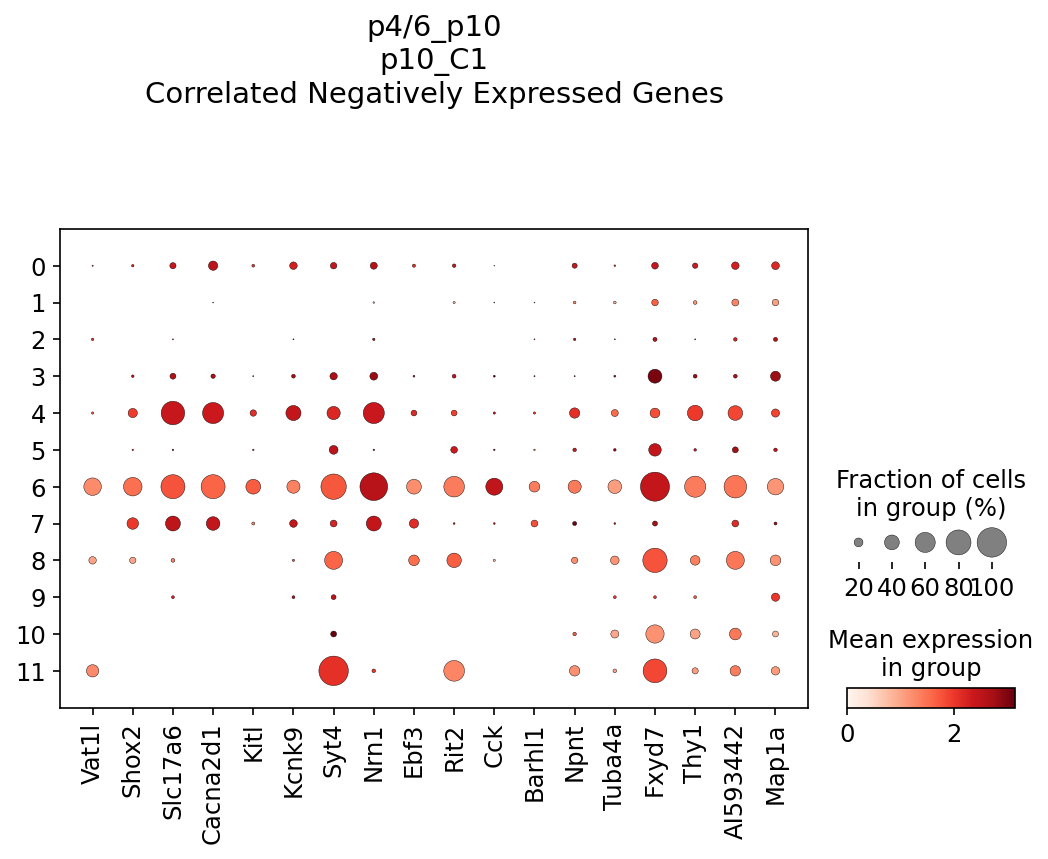 p4/6_p10
p10_C1
Correlated Negatively Expressed Genes
0
1
2
3
4
5
6
7
8
9
10
11
Vat1l
Shox2
Slc17a6
Cacna2d1
Kitl
Kcnk9
Syt4
Nrn1
Ebf3
Rit2
Cck
Barhl1
Npnt
Tuba4a
Fxyd7
Thy1
AI593442
Map1a
Fraction of cells
in group (%)
20 40 60 80 100
Mean expression
in group
0 2